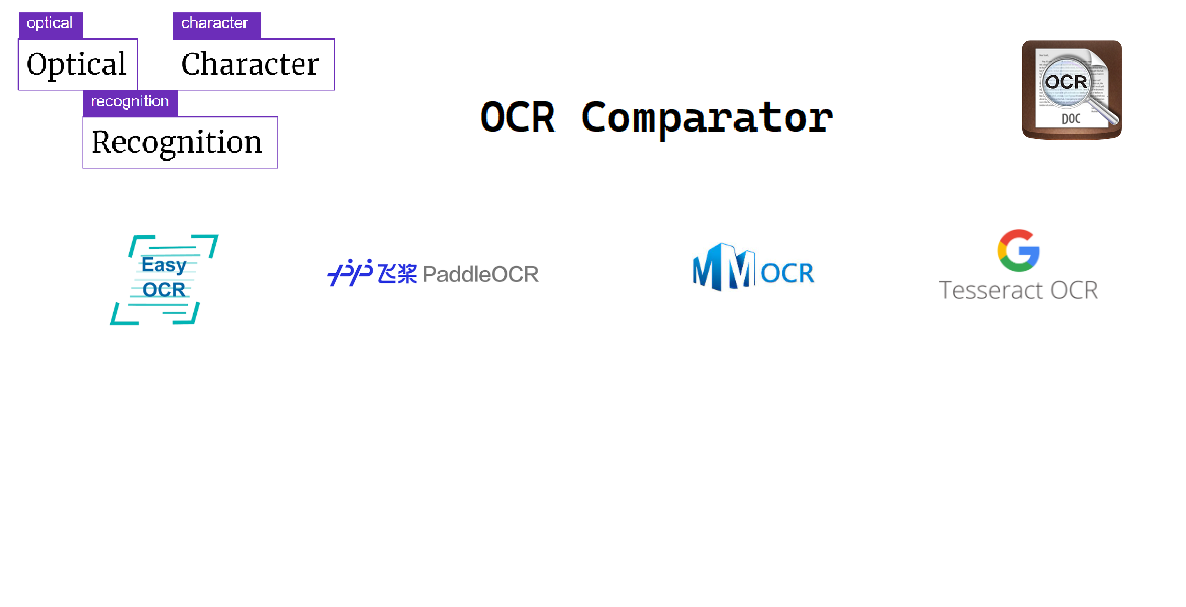 optical character
Optical Character
recognition
Recognition
OCR Comparator
OCR
DOC
Easy
OCR
飞桨 PaddleOCR
MMOCR
Tesseract OCR